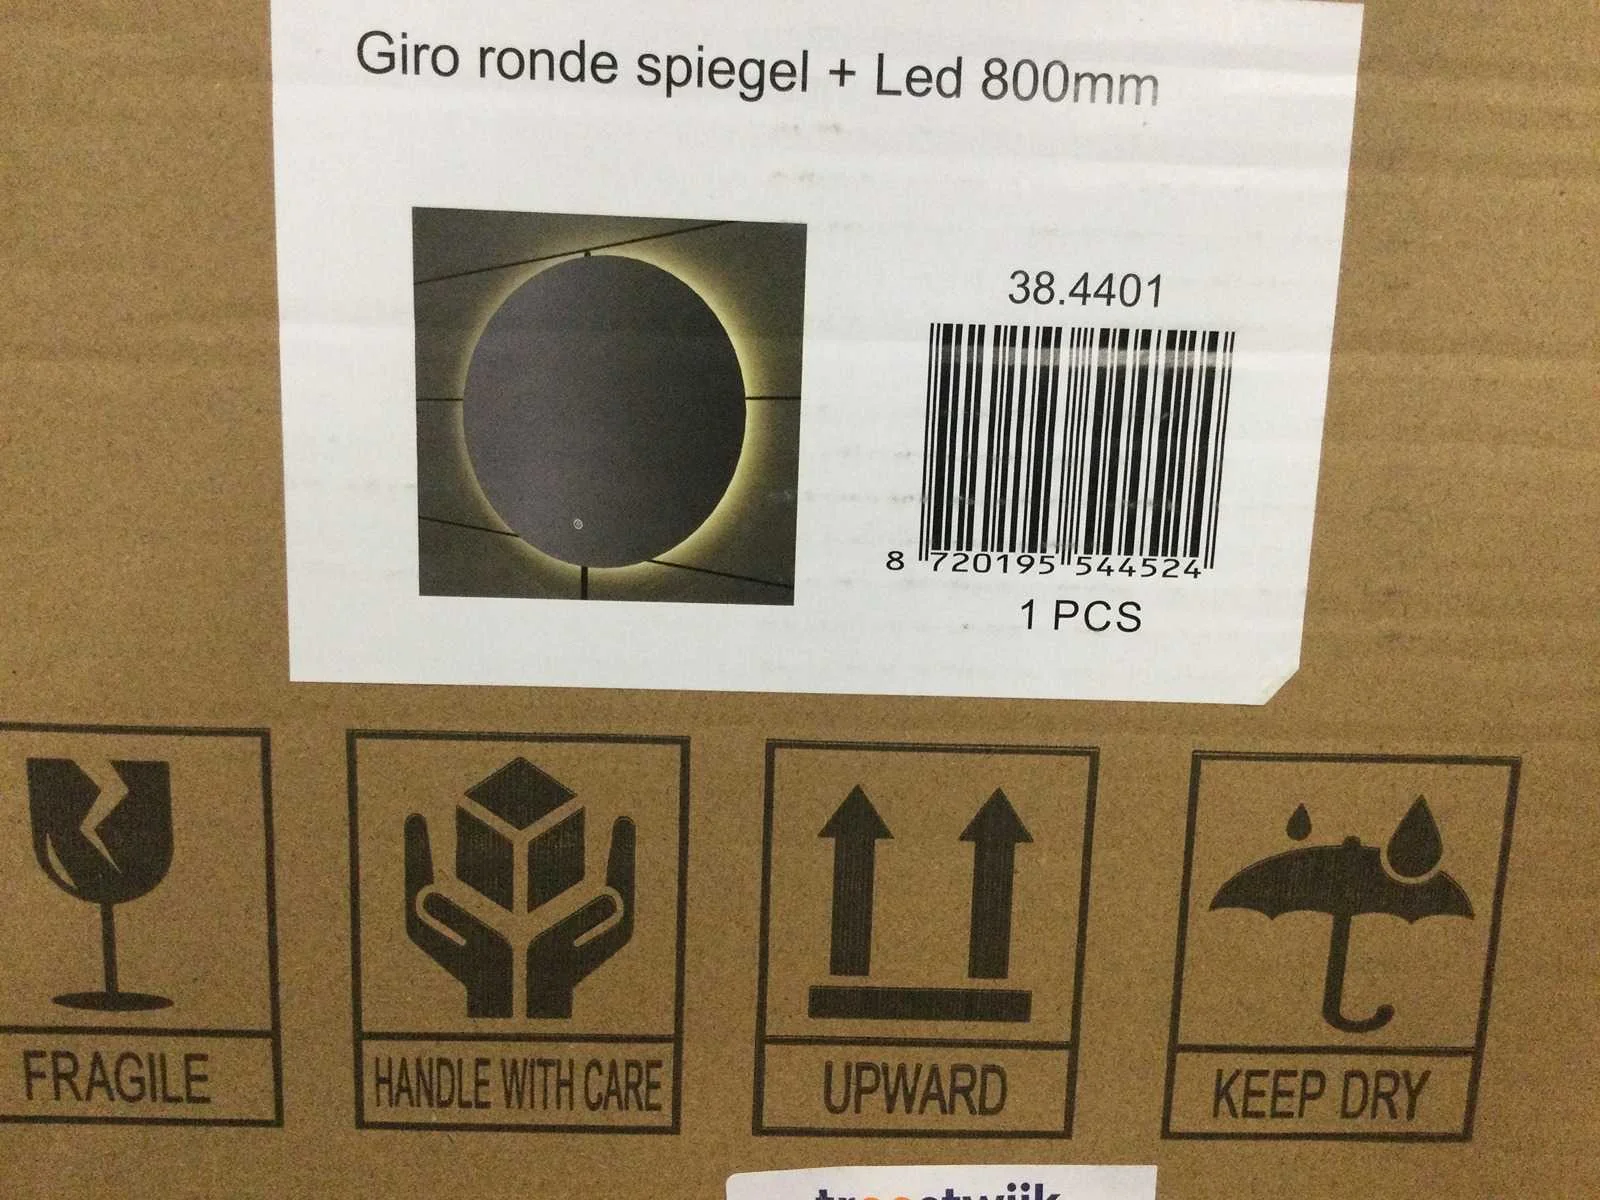 Giro ronde spiegel + Led 800mm
38.4401
8 720195 544524
1 PCS
FRAGILE
HANDLE WITH CARE
UPWARD
KEEP DRY